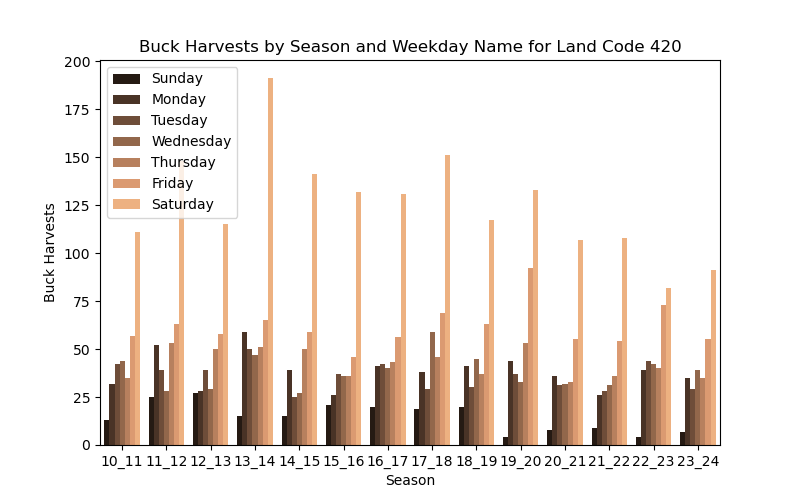 Buck Harvests by Season and Weekday Name for Land Code 420
200
175
150
125
100
75
50
25
0
Buck Harvests
Sunday
Monday
Tuesday
Wednesday
Thursday
Friday
Saturday
10_11 11_12 12_13 13_14 14_15 15_16 16_17 17_18 18_19 19_20 20_21 21_22 22_23 23_24
Season